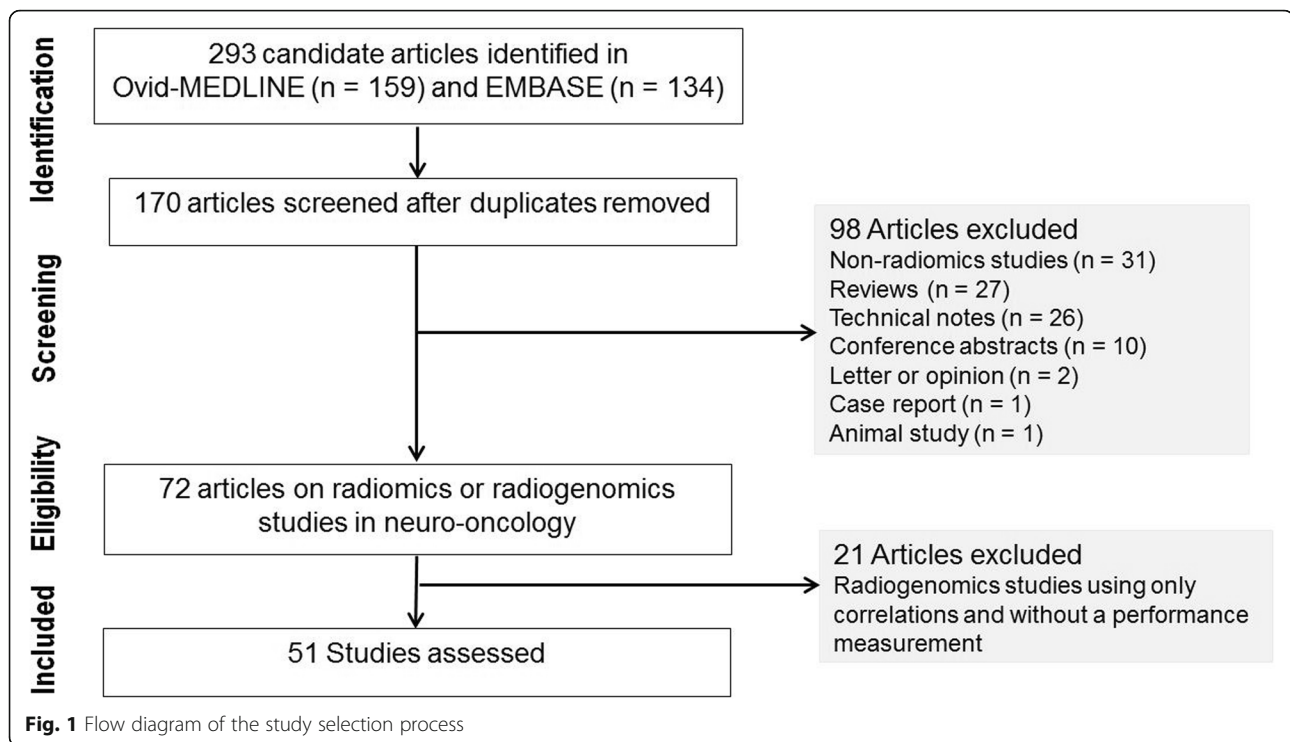 Identification
293 candidate articles identified in
Ovid-MEDLINE (n = 159) and EMBASE (n = 134)
170 articles screened after duplicates removed
Screening
98 Articles excluded
Non-radiomics studies (n = 31)
Reviews (n = 27)
Technical notes (n = 26)
Conference abstracts (n = 10)
Letter or opinion (n = 2)
Case report (n = 1)
Animal study (n = 1)
Eligibility
72 articles on radiomics or radiogenomics
studies in neuro-oncology
21 Articles excluded
Radiogenomics studies using only
correlations and without a performance
measurement
Included
51 Studies assessed
Fig. 1 Flow diagram of the study selection process